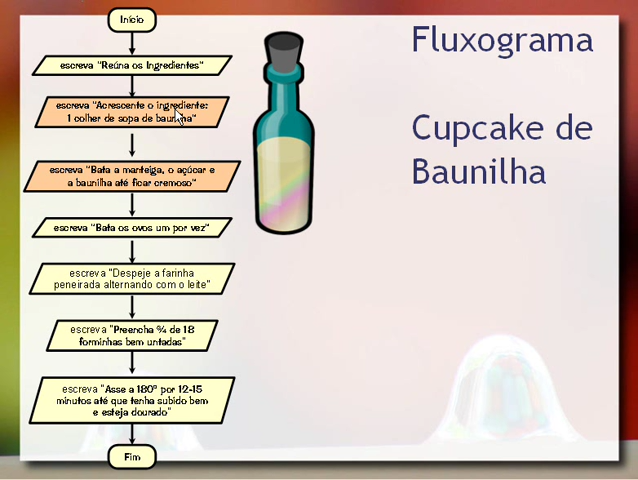 Início
escreva "Reúna os Ingredientes"
escreva "Acrescente o ingrediente:
1 colher de sopa de baunilha"
escreva "Bata a manteiga, o açúcar e
a baunilha até ficar cremoso"
escreva "Bata os ovos um por vez"
escreva "Despeje a farinha
peneirada alternando com o leite"
escreva "Preencha ¾ de 18
forminhas bem untadas"
escreva "Asse a 180º por 12-15
minutos até que tenha subido bem
e esteja dourado"
Fim
Fluxograma
Cupcake de
Baunilha